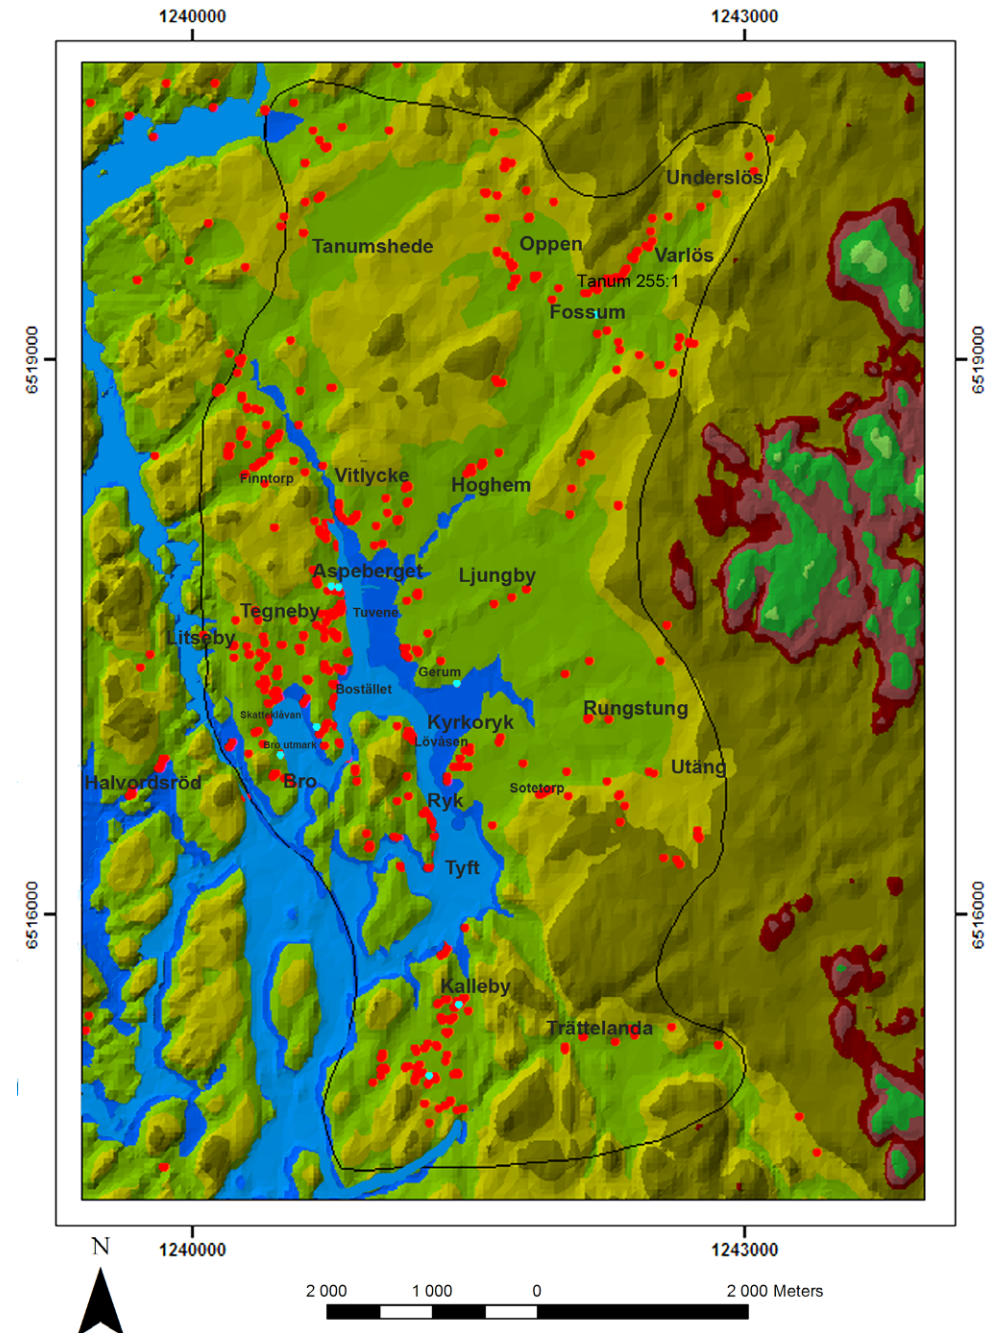 1240000 1243000
Underslös
Tanumshede
Oppen
Varlös
Tanum 255:1
Fossum
6519000 6519000
Vitlycke
Finntorp
Hoghem
Aspeberget
Ljungby
Tegneby
Tuvene
Litseby
Gerum
Bostället
Rungstung
Skatteklåvan
Kyrkoryk
Bro utmark
Lövåsen
Utäng
Halvordsröd
Bro
Sotetorp
Ryk
Tyft
6516000 6516000
Kalleby
Trättelanda
1240000 1243000
N
2 000 1 000 0 2 000 Meters